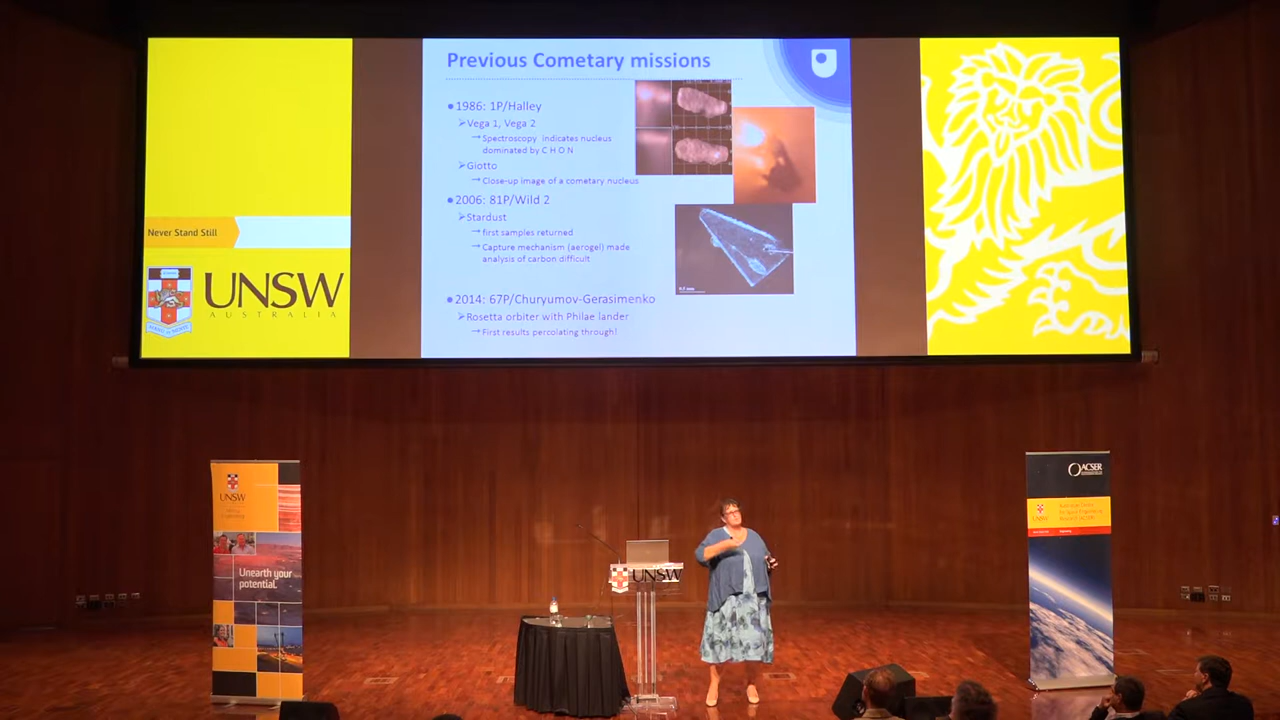 Previous Cometary missions
1986: 1P/Halley
Vega 1, Vega 2
Spectroscopy indicates nucleus
dominated by C H O N
Giotto
Close-up image of a cometary nucleus
2006: 81P/Wild 2
Stardust
first samples returned
Capture mechanism (aerogel) made
analysis of carbon difficult
2014: 67P/Churyumov-Gerasimenko
Rosetta orbiter with Philae lander
First results percolating through!
Never Stand Still
UNSW
AUSTRALIA
UNSW
Unearth your
potential.
UNSW
ACSER
UNSW